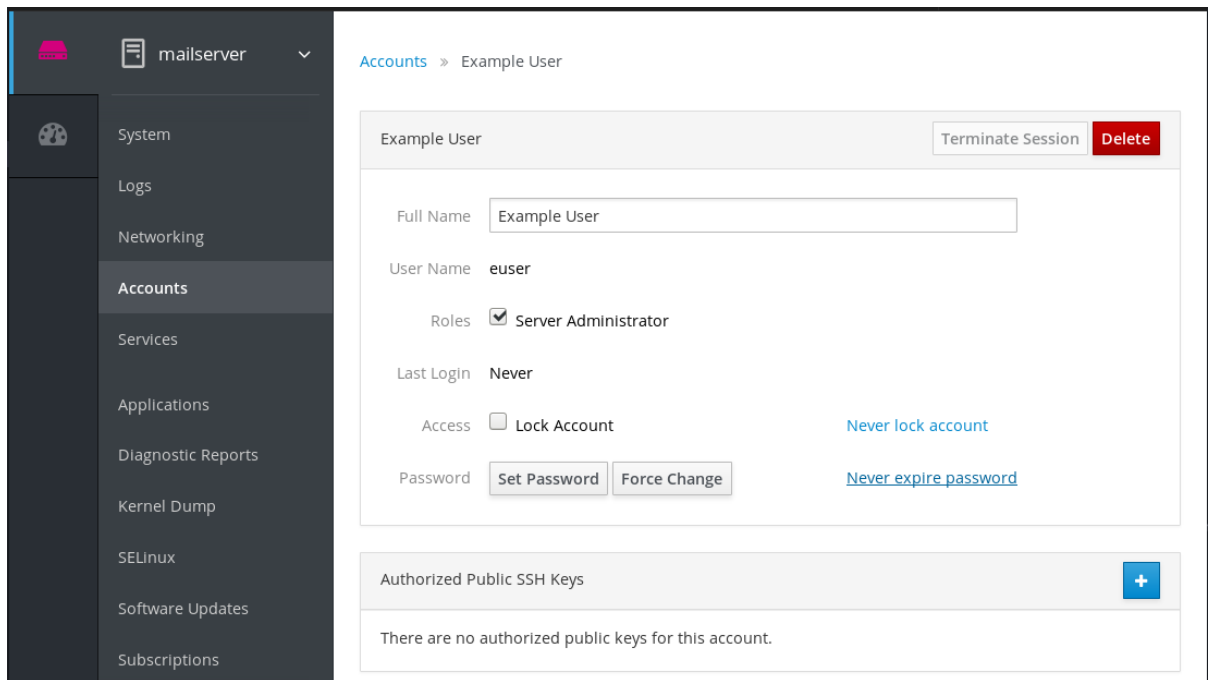 mailserver
System
Logs
Networking
Accounts
Services
Applications
Diagnostic Reports
Kernel Dump
SELinux
Software Updates
Subscriptions
Accounts » Example User
Example User Terminate Session Delete
Full Name Example User
User Name euser
Roles Server Administrator
Last Login Never
Access Lock Account Never lock account
Password Set Password Force Change Never expire password
Authorized Public SSH Keys +
There are no authorized public keys for this account.